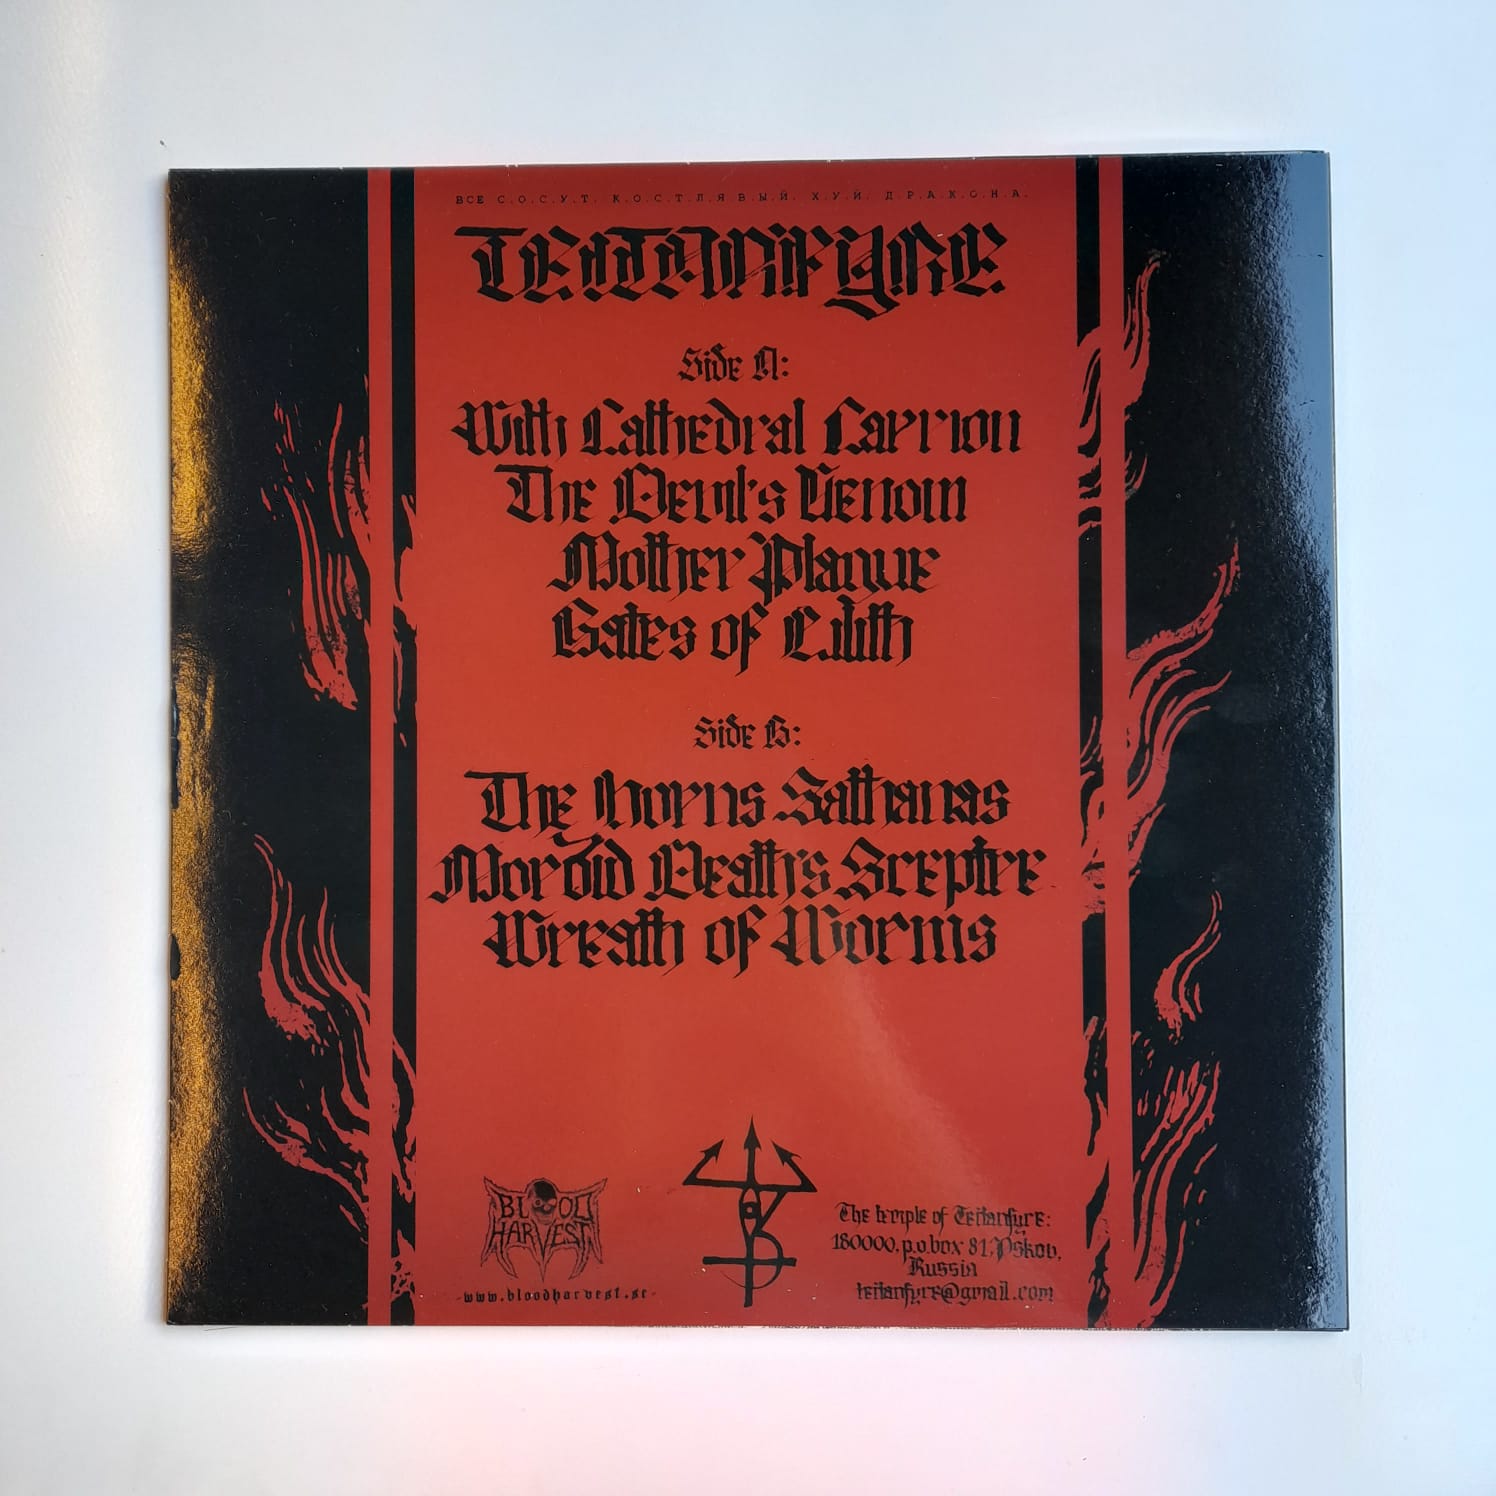 ВСЕ С.О.С.У.Т. К.О.С.Т.Л.Я.В.Ы.Й. Х.У.Й. Д.Р.А.К.О.Н.А.
TEITANFYRE
Side A:
With Cathedral Carrion
The Devil's Venom
Mother Plague
Gates of Lilith
Side B:
The Horns Sathanas
Morbid Death's Sceptre
Wreath of Worms
BLOOD
HARVEST
-www.bloodharvest.se-
The temple of Teitanfyre:
180000, p.o.box 81, Pskov,
Russia
teitanfyre@gmail.com